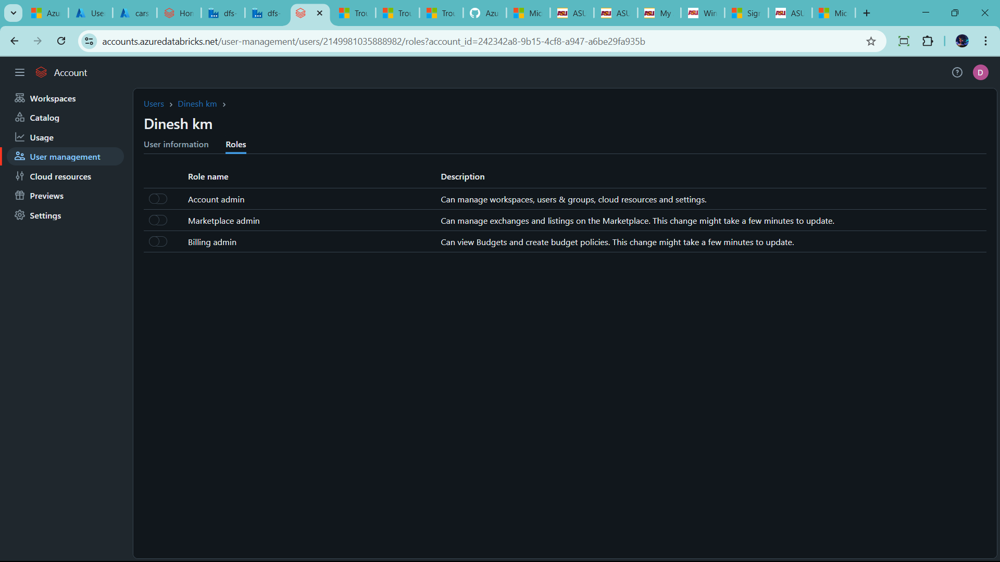 Azu
Use
cars
Hom
dfs-
dfs-
Trou
Trou
Trou
Azu
Mic
ASU
ASU
My
Win
Sign
ASU
Mic
accounts.azuredatabricks.net/user-management/users/2149981035888982/roles?account_id=242342a8-9b15-4cf8-a947-a6be29fa935b
Account
D
Workspaces
Catalog
Usage
User management
Cloud resources
Previews
Settings
Users > Dinesh km >
Dinesh km
User information Roles
Role name Description
Account admin Can manage workspaces, users & groups, cloud resources and settings.
Marketplace admin Can manage exchanges and listings on the Marketplace. This change might take a few minutes to update.
Billing admin Can view Budgets and create budget policies. This change might take a few minutes to update.